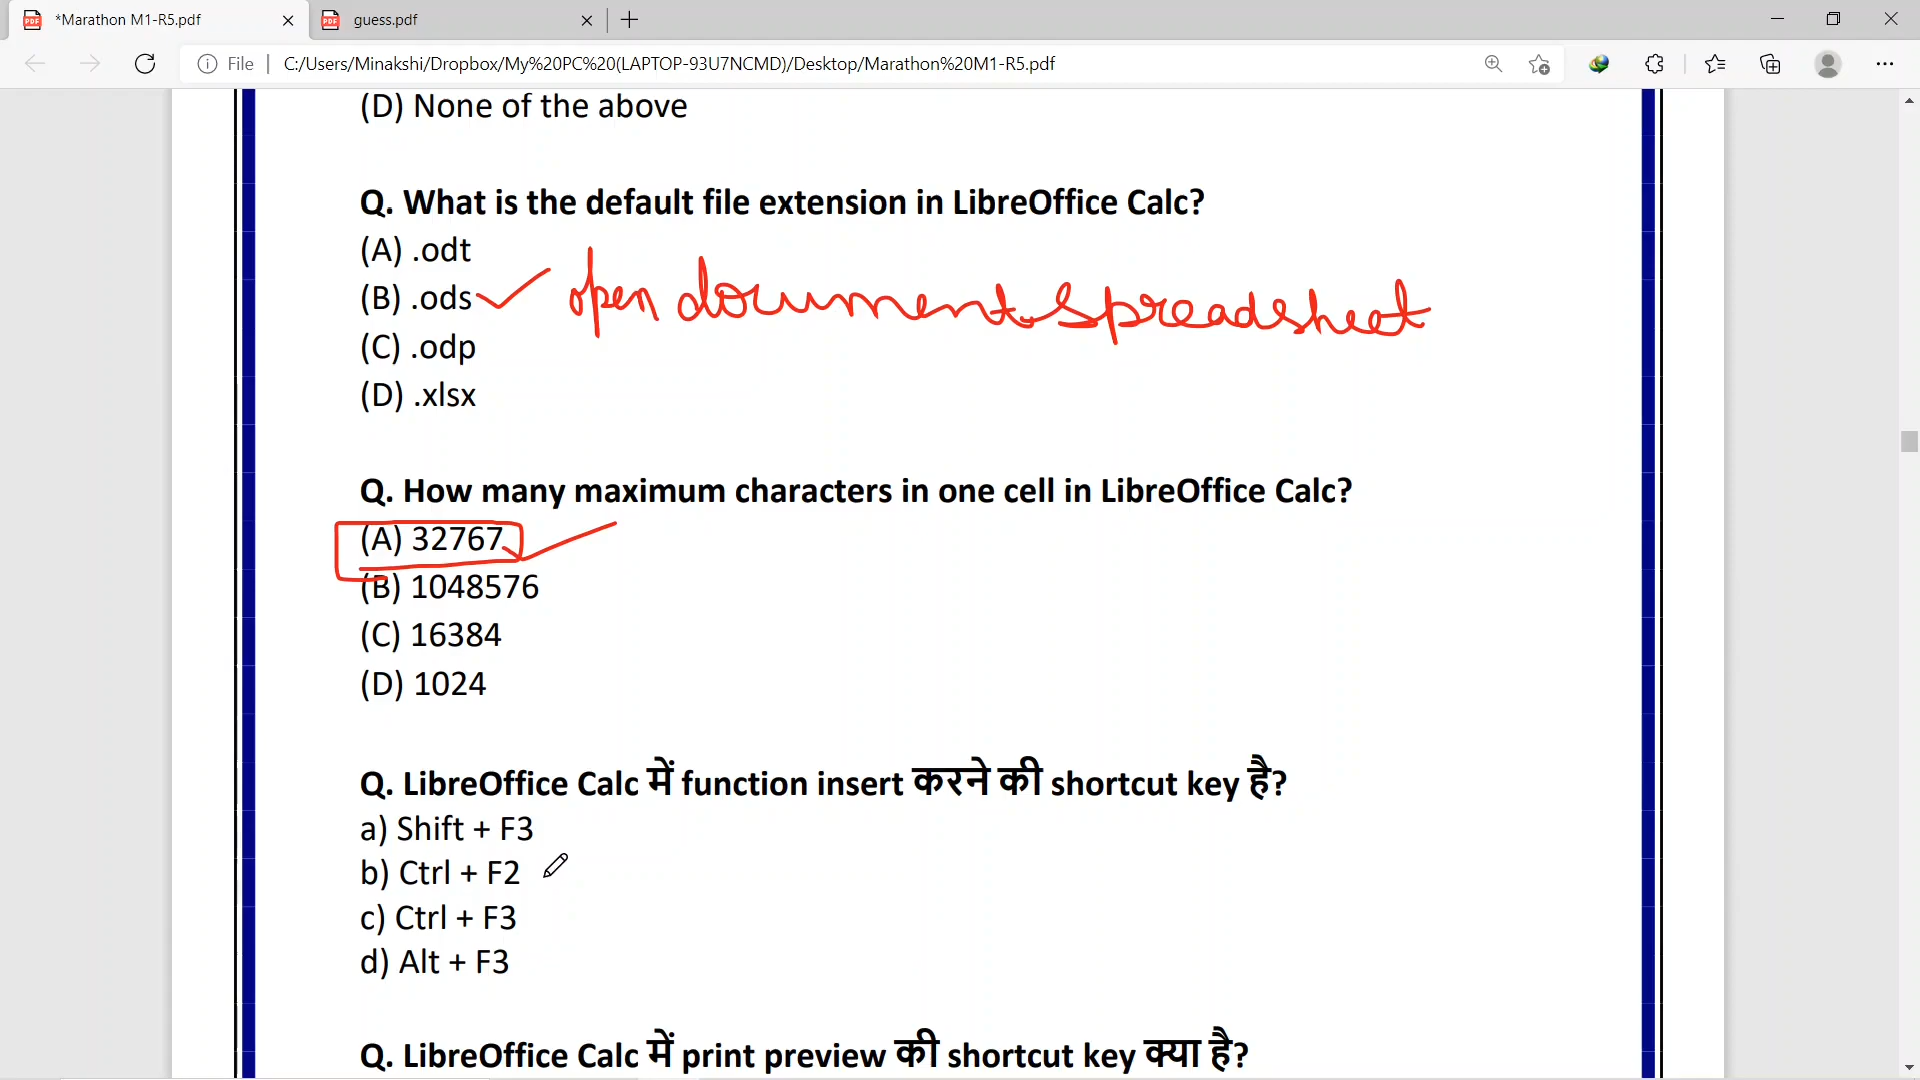 *Marathon M1-R5.pdf
guess.pdf
File
C:/Users/Minakshi/Dropbox/My%20PC%20(LAPTOP-93U7NCMD)/Desktop/Marathon%20M1-R5.pdf
(D) None of the above
Q. What is the default file extension in LibreOffice Calc?
(A) .odt
(B) .ods open document spreadsheet
(C) .odp
(D) .xlsx
Q. How many maximum characters in one cell in LibreOffice Calc?
(A) 32767
(B) 1048576
(C) 16384
(D) 1024
Q. LibreOffice Calc में function insert करने की shortcut key है?
a) Shift + F3
b) Ctrl + F2
c) Ctrl + F3
d) Alt + F3
Q. LibreOffice Calc में print preview की shortcut key क्या है?